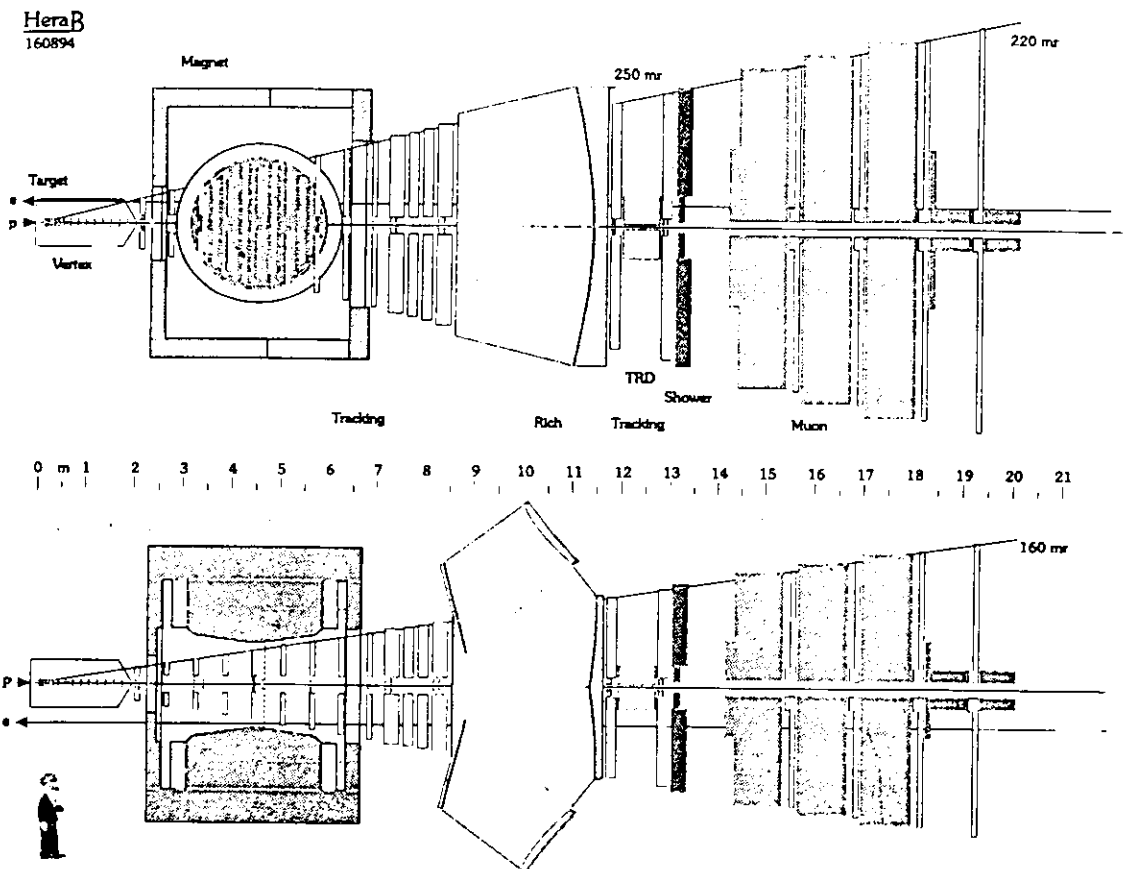 HeraB
160894
Magnet
250 mr
220 mr
Target
e
p
Vertex
TRD
Shower
Tracking
Rich
Tracking
Muon
0 m 1 2 3 4 5 6 7 8 9 10 11 12 13 14 15 16 17 18 19 20 21
160 mr
p
e